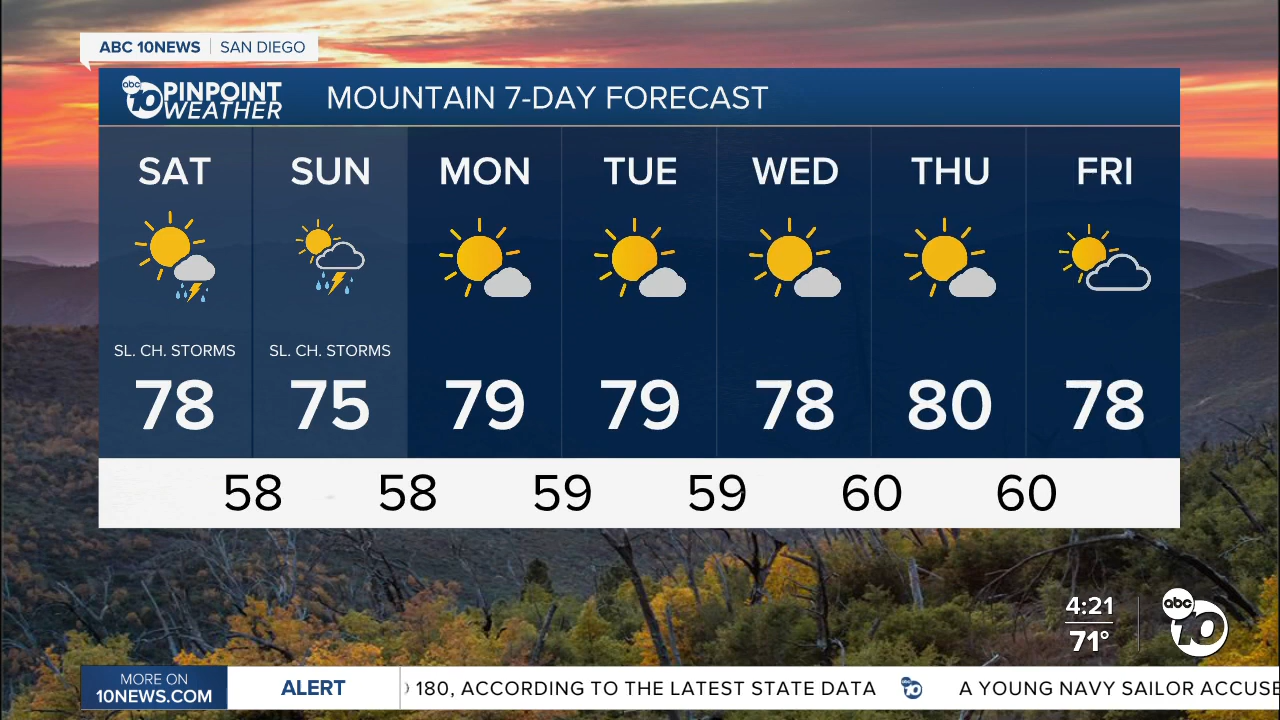 ABC 10NEWS | SAN DIEGO
abc 10 PINPOINT WEATHER
MOUNTAIN 7-DAY FORECAST
SAT SUN MON TUE WED THU FRI
SL. CH. STORMS SL. CH. STORMS
78 75 79 79 78 80 78
58 58 59 59 60 60
4:21
71°
abc 10
MORE ON
10NEWS.COM
ALERT
180, ACCORDING TO THE LATEST STATE DATA abc 10 A YOUNG NAVY SAILOR ACCUSE